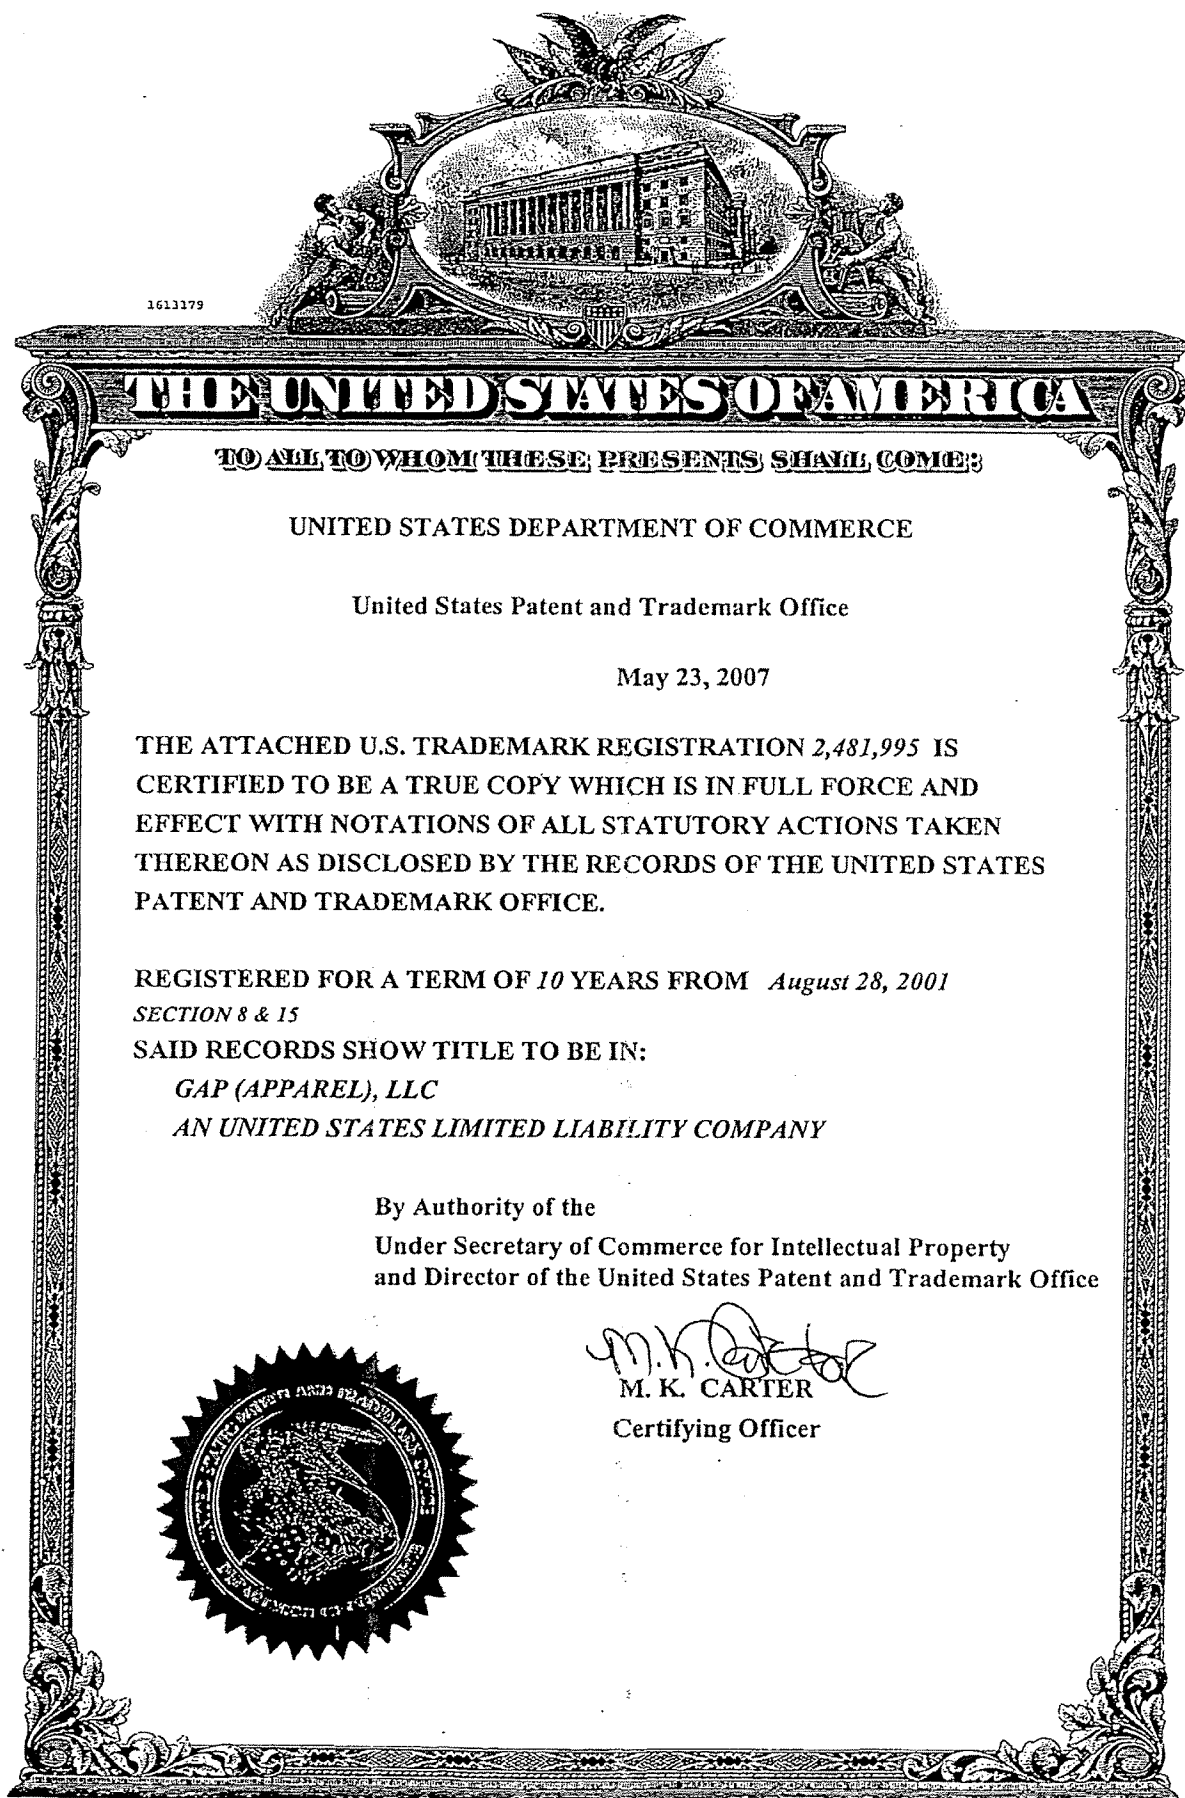 1613179
THE UNITED STATES OF AMERICA
TO ALL TO WHOM THESE PRESENTS SHALL COME:
UNITED STATES DEPARTMENT OF COMMERCE
United States Patent and Trademark Office
May 23, 2007
THE ATTACHED U.S. TRADEMARK REGISTRATION 2,481,995 IS
CERTIFIED TO BE A TRUE COPY WHICH IS IN FULL FORCE AND
EFFECT WITH NOTATIONS OF ALL STATUTORY ACTIONS TAKEN
THEREON AS DISCLOSED BY THE RECORDS OF THE UNITED STATES
PATENT AND TRADEMARK OFFICE.
REGISTERED FOR A TERM OF 10 YEARS FROM August 28, 2001
SECTION 8 & 15
SAID RECORDS SHOW TITLE TO BE IN:
GAP (APPAREL), LLC
AN UNITED STATES LIMITED LIABILITY COMPANY
By Authority of the
Under Secretary of Commerce for Intellectual Property
and Director of the United States Patent and Trademark Office
M. K. Carter
M. K. CARTER
Certifying Officer
PATENT AND TRADEMARK